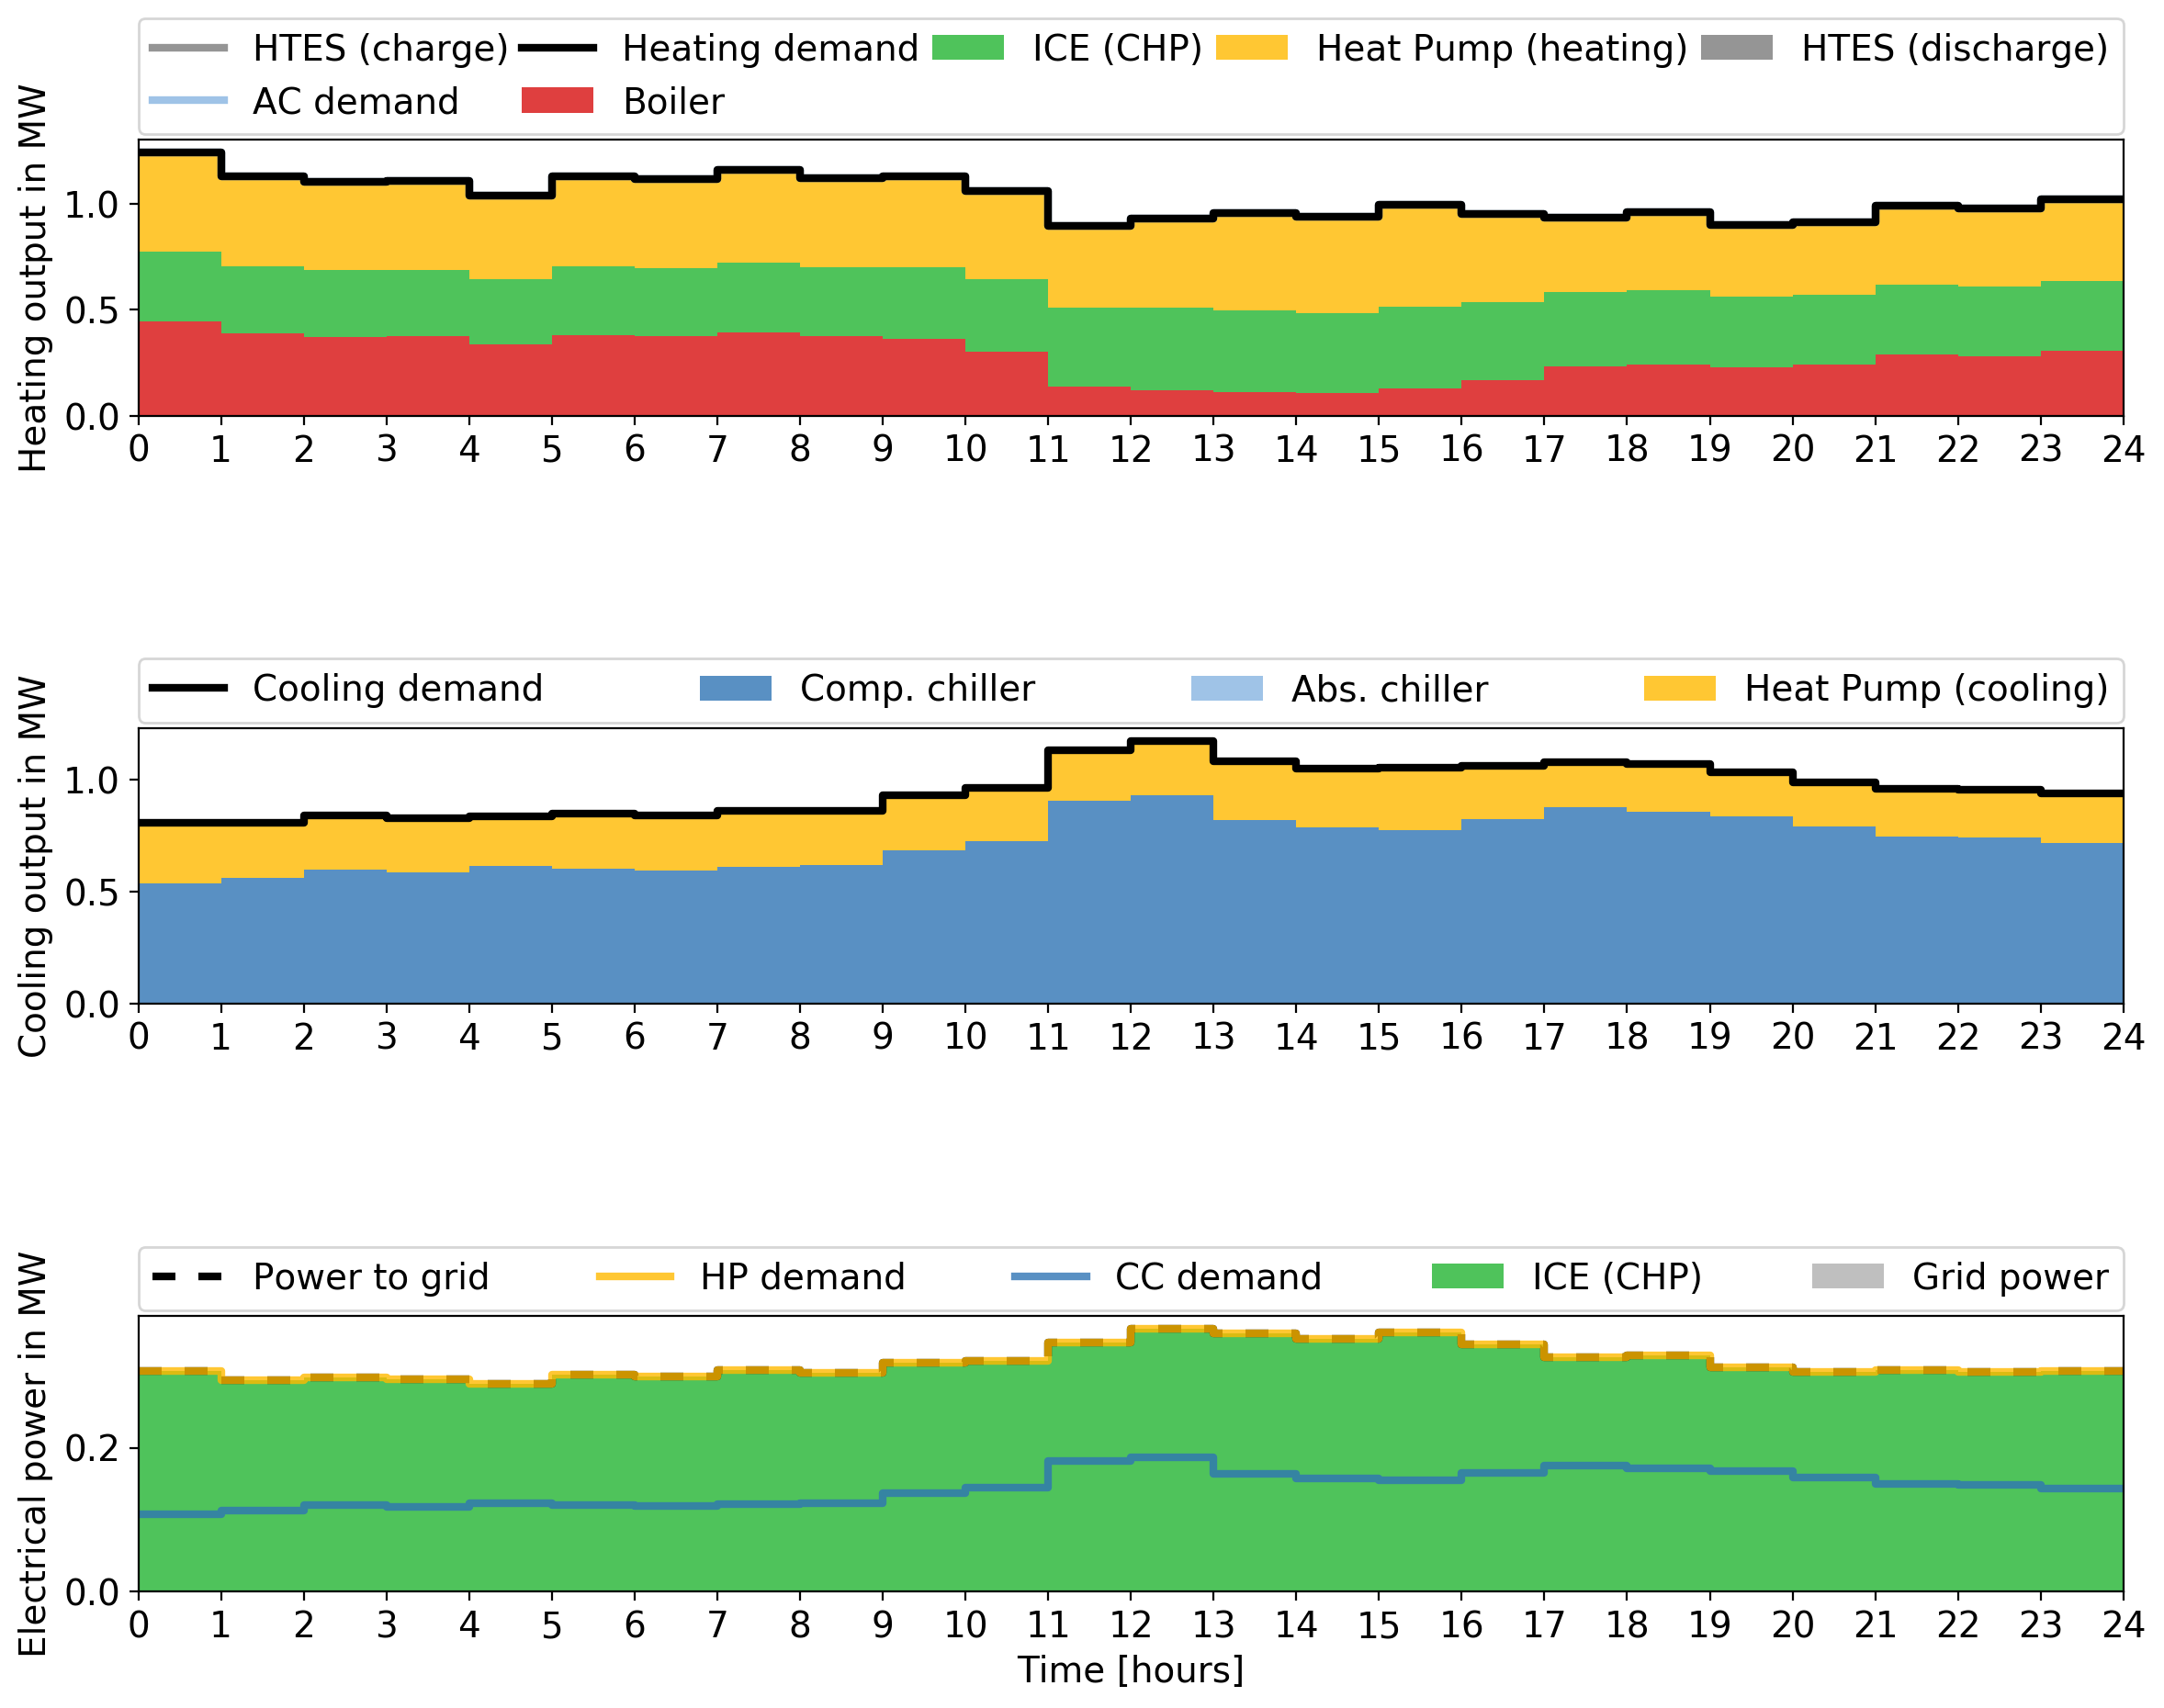 HTES (charge) Heating demand ICE (CHP) Heat Pump (heating) HTES (discharge)
AC demand Boiler
Heating output in MW
1.0
0.5
0.0
0 1 2 3 4 5 6 7 8 9 10 11 12 13 14 15 16 17 18 19 20 21 22 23 24
Cooling demand Comp. chiller Abs. chiller Heat Pump (cooling)
Cooling output in MW
1.0
0.5
0.0
0 1 2 3 4 5 6 7 8 9 10 11 12 13 14 15 16 17 18 19 20 21 22 23 24
Power to grid HP demand CC demand ICE (CHP) Grid power
Electrical power in MW
0.2
0.0
0 1 2 3 4 5 6 7 8 9 10 11 12 13 14 15 16 17 18 19 20 21 22 23 24
Time [hours]